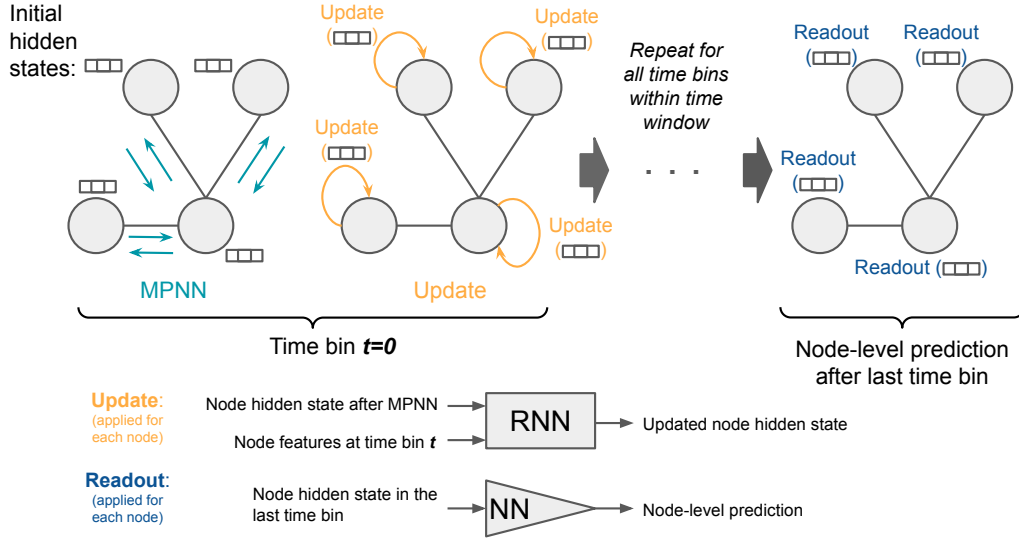 Initial
hidden
states:
MPNN
Update
( )
Update
( )
Update
( )
Update
( )
Update
Time bin t=0
Repeat for
all time bins
within time
window
. . .
Readout
( )
Readout
( )
Readout
( )
Readout ( )
Node-level prediction
after last time bin
Update:
(applied for
each node)
Node hidden state after MPNN
Node features at time bin t
RNN
Updated node hidden state
Readout:
(applied for
each node)
Node hidden state in the
last time bin
NN
Node-level prediction